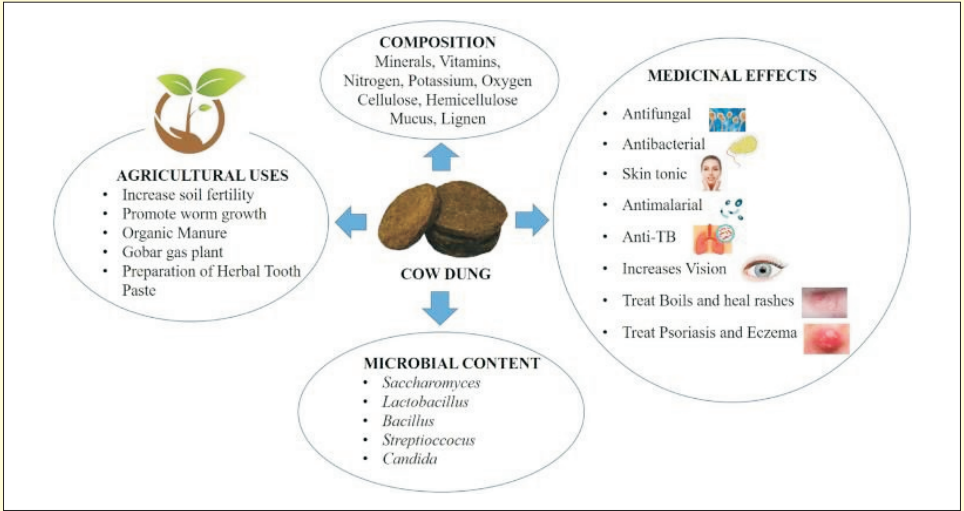 COMPOSITION
Minerals, Vitamins,
Nitrogen, Potassium, Oxygen
Cellulose, Hemicellulose
Mucus, Lignen
AGRICULTURAL USES
• Increase soil fertility
• Promote worm growth
• Organic Manure
• Gobar gas plant
• Preparation of Herbal Tooth
Paste
COW DUNG
MICROBIAL CONTENT
• Saccharomyces
• Lactobacillus
• Bacillus
• Streptioccocus
• Candida
MEDICINAL EFFECTS
• Antifungal
• Antibacterial
• Skin tonic
• Antimalarial
• Anti-TB
• Increases Vision
• Treat Boils and heal rashes
• Treat Psoriasis and Eczema